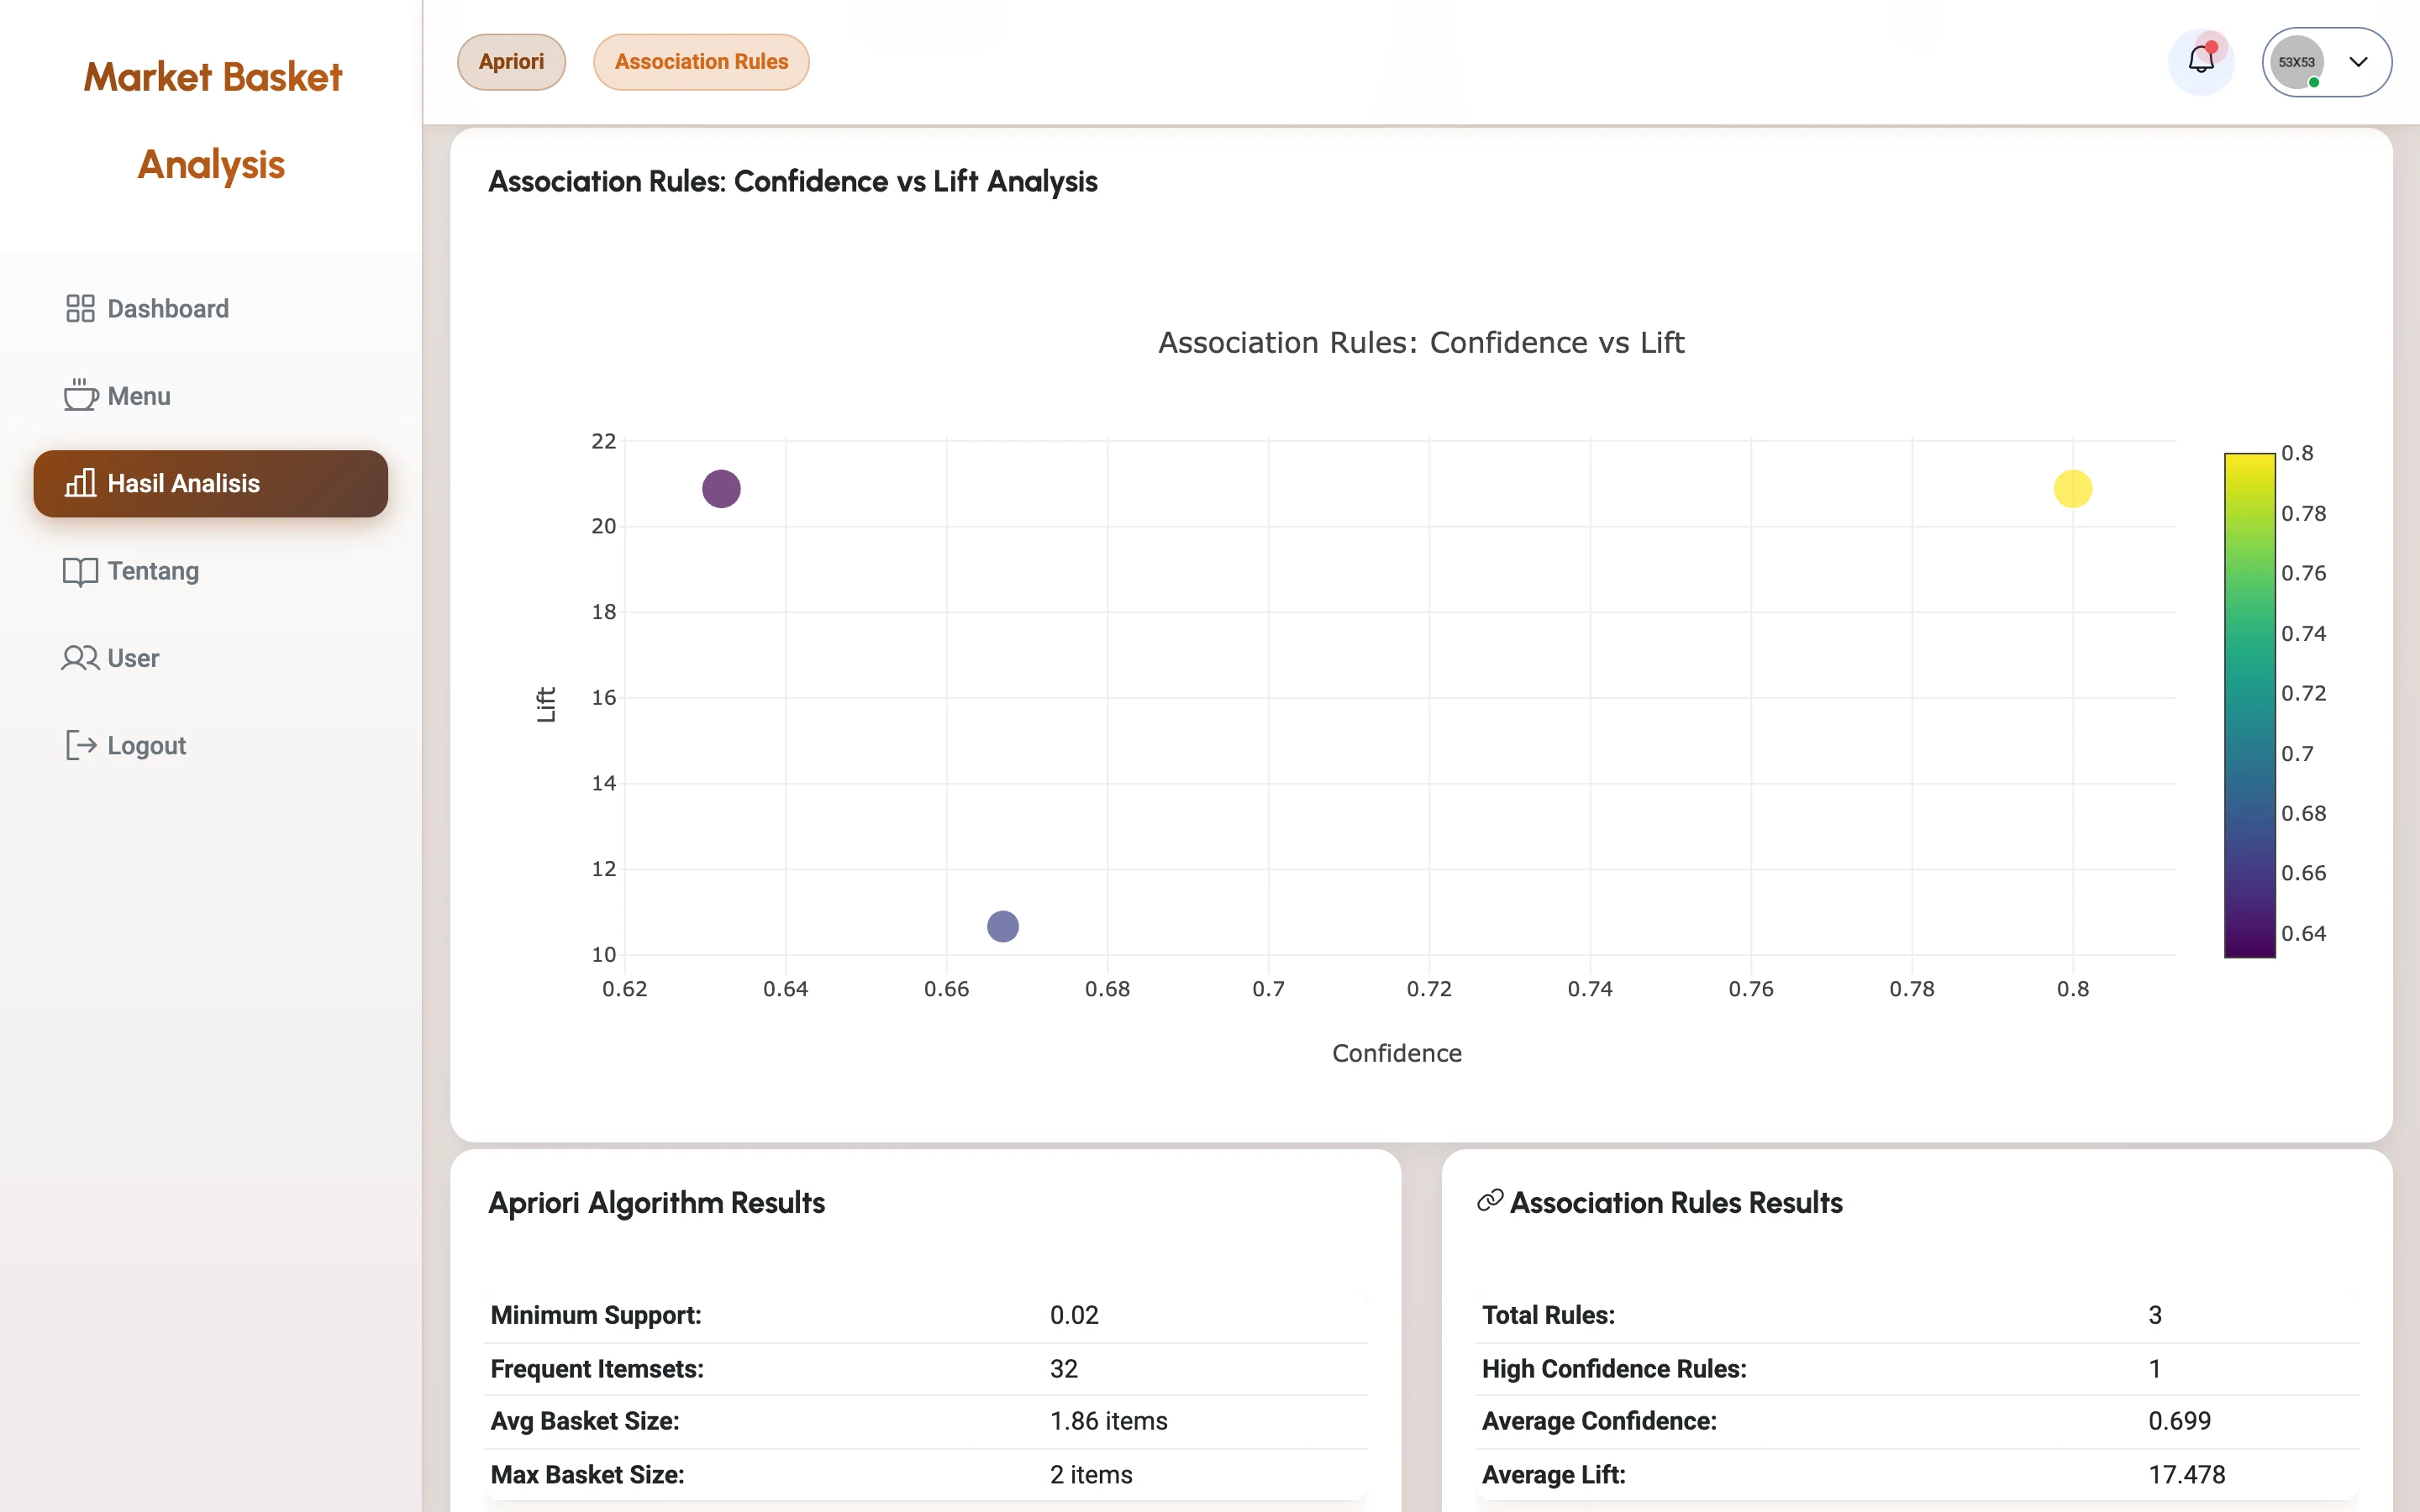 Market Basket
Analysis
Dashboard
Menu
Hasil Analisis
Tentang
User
Logout
Apriori
Association Rules
53X53
Association Rules: Confidence vs Lift Analysis
Association Rules: Confidence vs Lift
22
20
18
16
14
12
10
Lift
0.62
0.64
0.66
0.68
0.7
0.72
0.74
0.76
0.78
0.8
Confidence
0.8
0.78
0.76
0.74
0.72
0.7
0.68
0.66
0.64
Apriori Algorithm Results
Minimum Support: 0.02
Frequent Itemsets: 32
Avg Basket Size: 1.86 items
Max Basket Size: 2 items
Association Rules Results
Total Rules: 3
High Confidence Rules: 1
Average Confidence: 0.699
Average Lift: 17.478